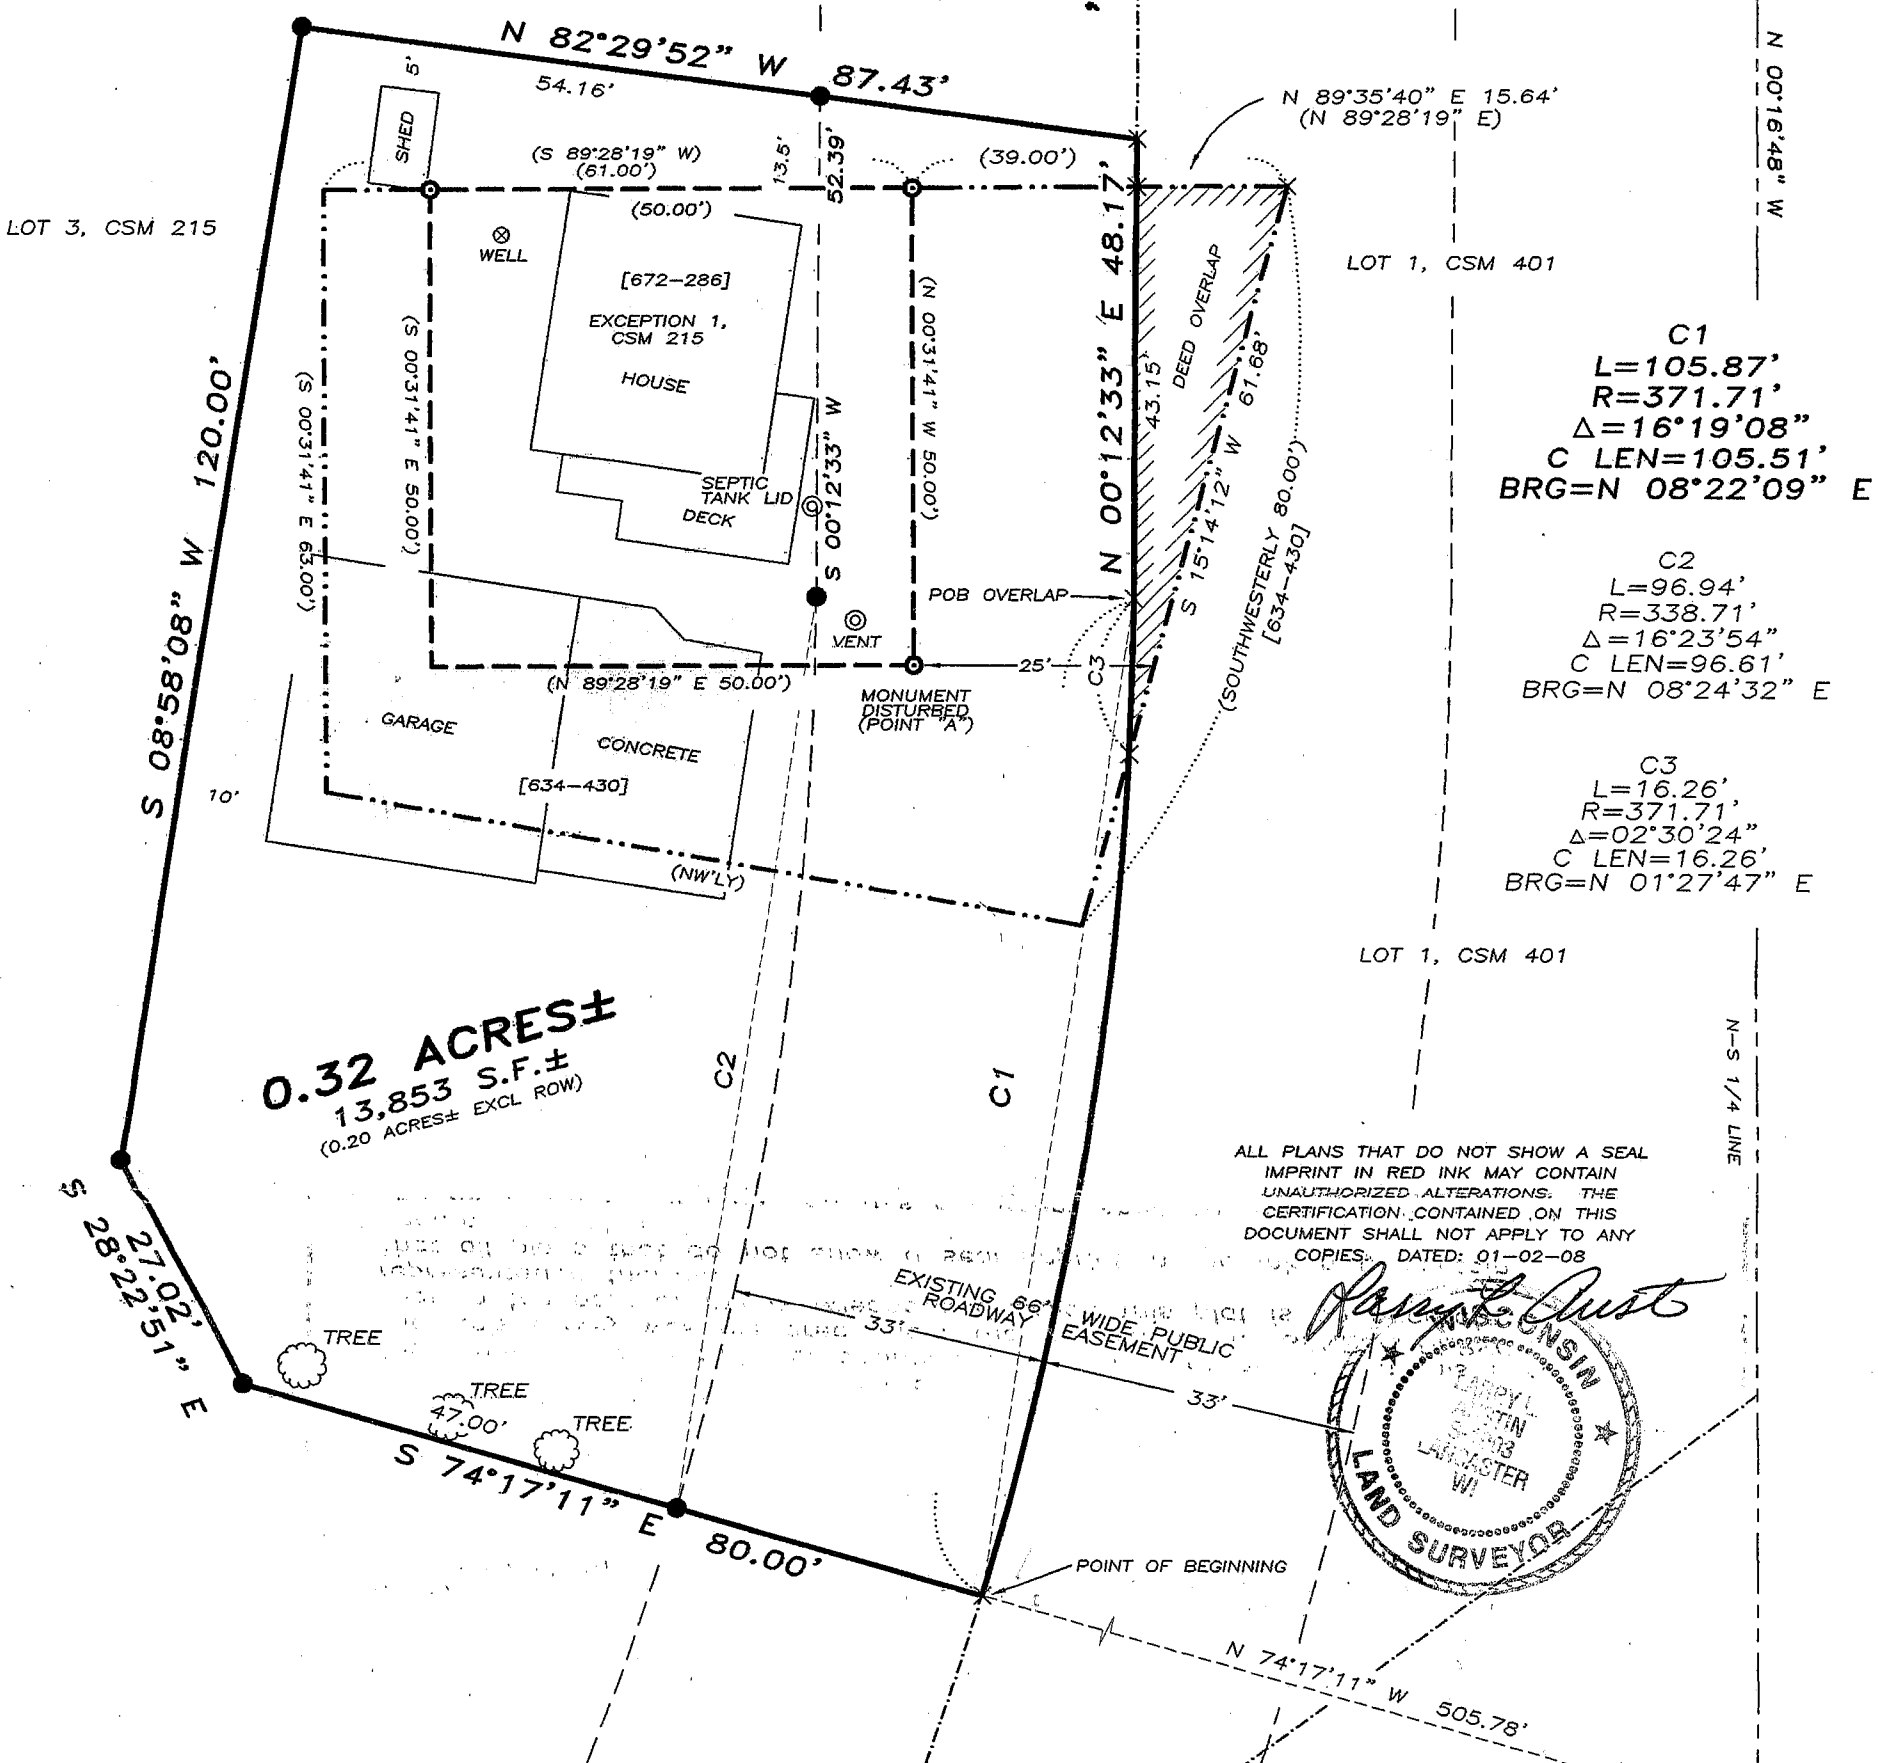 N 82°29'52" W 87.43'
54.16'
5'
SHED
N 89°35'40" E 15.64'
(N 89°28'19" E)
N 00°16'48" W
(S 89°28'19" W)
(61.00')
13.5'
52.39'
(39.00')
(50.00')
LOT 3, CSM 215
WELL
[672-286]
EXCEPTION 1,
CSM 215
HOUSE
(S 00°31'41" E 50.00')
(S 00°31'41" E 63.00')
(N 00°31'41" W 50.00')
N 00°12'33" E 48.17'
43.15'
DEED OVERLAP
S 15°14'12" W 61.68'
(SOUTHWESTERLY 80.00')
[634-430]
LOT 1, CSM 401
C1
L=105.87'
R=371.71'
Δ=16°19'08"
C LEN=105.51'
BRG=N 08°22'09" E
C2
L=96.94'
R=338.71'
Δ=16°23'54"
C LEN=96.61'
BRG=N 08°24'32" E
C3
L=16.26'
R=371.71'
Δ=02°30'24"
C LEN=16.26'
BRG=N 01°27'47" E
S 08°58'08" W 120.00'
SEPTIC
TANK LID
DECK
S 00°12'33" W
POB OVERLAP
VENT
25'
C3
(N 89°28'19" E 50.00')
MONUMENT
DISTURBED
(POINT "A")
GARAGE
CONCRETE
[634-430]
10'
(NW'LY)
LOT 1, CSM 401
0.32 ACRES±
13,853 S.F.±
(0.20 ACRES± EXCL ROW)
C2
C1
N-S 1/4 LINE
ALL PLANS THAT DO NOT SHOW A SEAL
IMPRINT IN RED INK MAY CONTAIN
UNAUTHORIZED ALTERATIONS. THE
CERTIFICATION CONTAINED ON THIS
DOCUMENT SHALL NOT APPLY TO ANY
COPIES. DATED: 01-02-08
27.02'
S 28°22'51" E
EXISTING 66' WIDE PUBLIC
ROADWAY EASEMENT
33'
33'
TREE
TREE
47.00'
TREE
S 74°17'11" E 80.00'
WISCONSIN
LARRY L.
AUSTIN
LANCASTER
WI
LAND SURVEYOR
POINT OF BEGINNING
N 74°17'11" W 505.78'